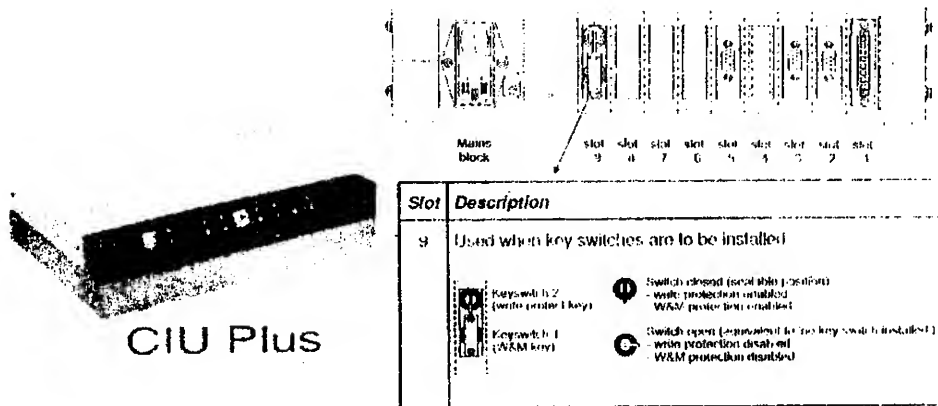 Mains
block
slot slot slot slot slot slot slot slot slot
9 8 7 6 5 4 3 2 1
CIU Plus
Slot Description
9 Used when key switches are to be installed
Keyswitch 2
(write protect key)
Keyswitch 1
(W&M key)
Switch closed (sealable position)
- write protection enabled
- W&M protection enabled
Switch open (equivalent to no key switch installed)
- write protection disabled
- W&M protection disabled